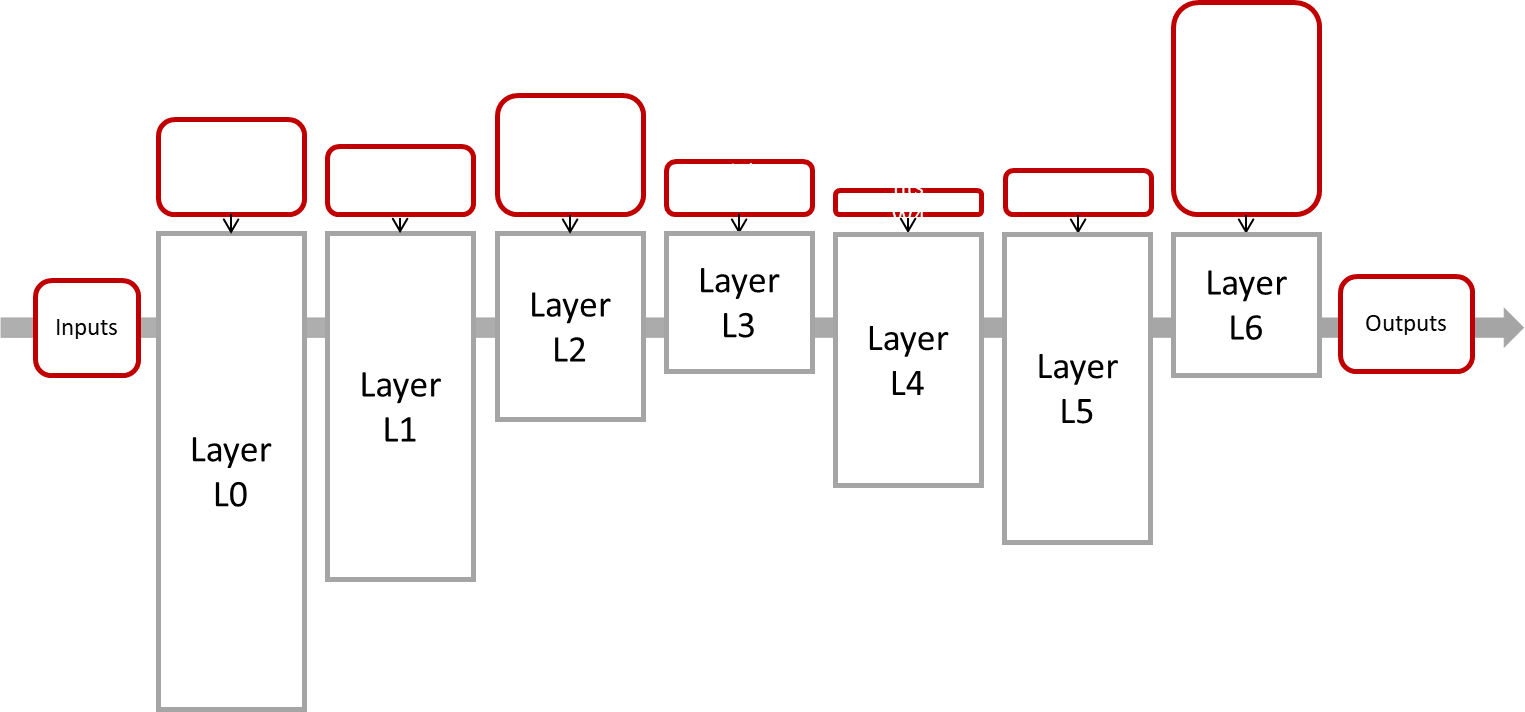 Inputs
Layer
L0
Layer
L1
Layer
L2
Layer
L3
Layer
L4
Layer
L5
Layer
L6
Outputs